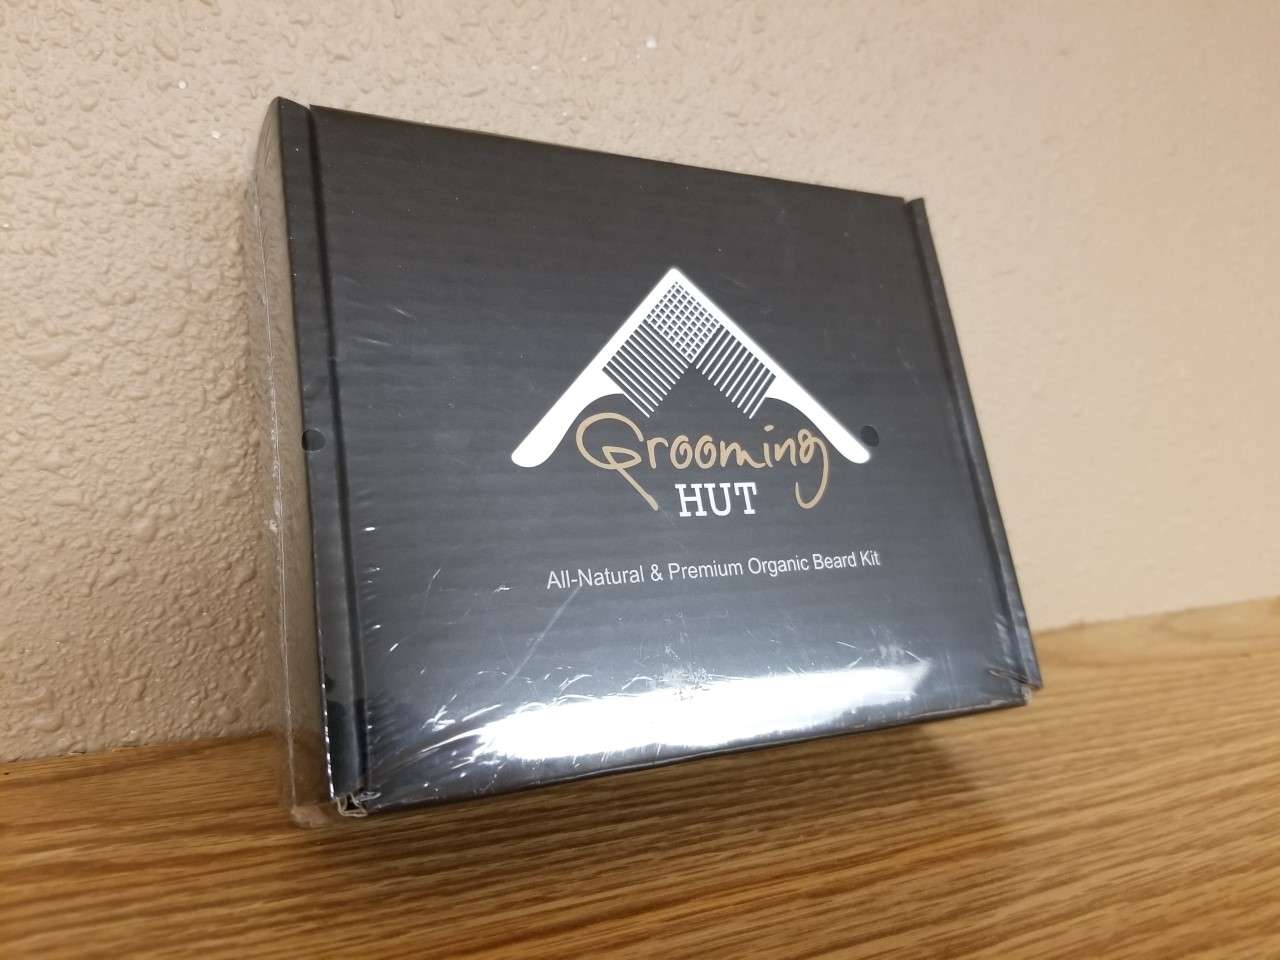 Grooming
HUT
All-Natural & Premium Organic Beard Kit